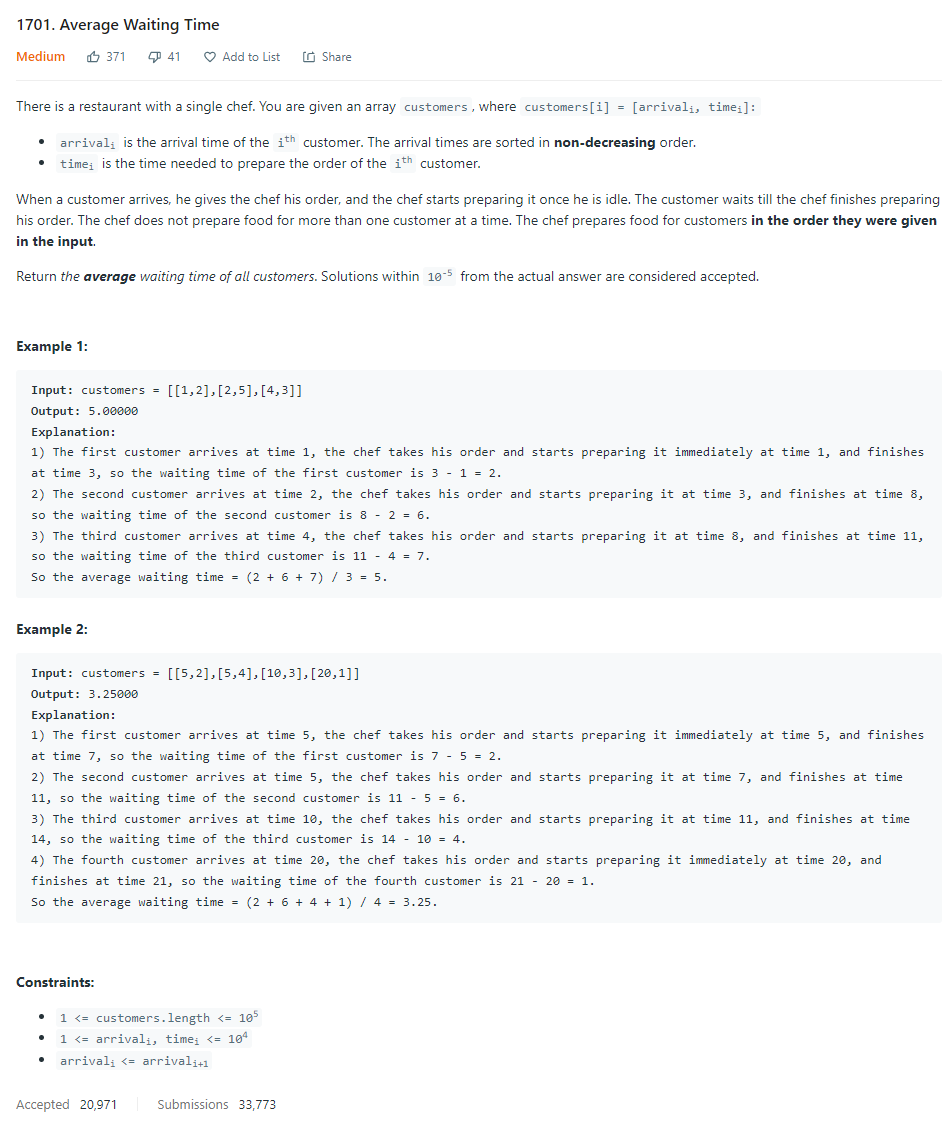 1701. Average Waiting Time
Medium 371 41 Add to List Share
There is a restaurant with a single chef. You are given an array customers, where customers[i] = [arrivalᵢ, timeᵢ]:
• arrivalᵢ is the arrival time of the iᵗʰ customer. The arrival times are sorted in non-decreasing order.
• timeᵢ is the time needed to prepare the order of the iᵗʰ customer.
When a customer arrives, he gives the chef his order, and the chef starts preparing it once he is idle. The customer waits till the chef finishes preparing
his order. The chef does not prepare food for more than one customer at a time. The chef prepares food for customers in the order they were given
in the input.
Return the average waiting time of all customers. Solutions within 10⁻⁵ from the actual answer are considered accepted.
Example 1:
Input: customers = [[1,2],[2,5],[4,3]]
Output: 5.00000
Explanation:
1) The first customer arrives at time 1, the chef takes his order and starts preparing it immediately at time 1, and finishes
at time 3, so the waiting time of the first customer is 3 - 1 = 2.
2) The second customer arrives at time 2, the chef takes his order and starts preparing it at time 3, and finishes at time 8,
so the waiting time of the second customer is 8 - 2 = 6.
3) The third customer arrives at time 4, the chef takes his order and starts preparing it at time 8, and finishes at time 11,
so the waiting time of the third customer is 11 - 4 = 7.
So the average waiting time = (2 + 6 + 7) / 3 = 5.
Example 2:
Input: customers = [[5,2],[5,4],[10,3],[20,1]]
Output: 3.25000
Explanation:
1) The first customer arrives at time 5, the chef takes his order and starts preparing it immediately at time 5, and finishes
at time 7, so the waiting time of the first customer is 7 - 5 = 2.
2) The second customer arrives at time 5, the chef takes his order and starts preparing it at time 7, and finishes at time
11, so the waiting time of the second customer is 11 - 5 = 6.
3) The third customer arrives at time 10, the chef takes his order and starts preparing it at time 11, and finishes at time
14, so the waiting time of the third customer is 14 - 10 = 4.
4) The fourth customer arrives at time 20, the chef takes his order and starts preparing it immediately at time 20, and
finishes at time 21, so the waiting time of the fourth customer is 21 - 20 = 1.
So the average waiting time = (2 + 6 + 4 + 1) / 4 = 3.25.
Constraints:
• 1 <= customers.length <= 10⁵
• 1 <= arrivalᵢ, timeᵢ <= 10⁴
• arrivalᵢ <= arrivalᵢ₊₁
Accepted 20,971 Submissions 33,773